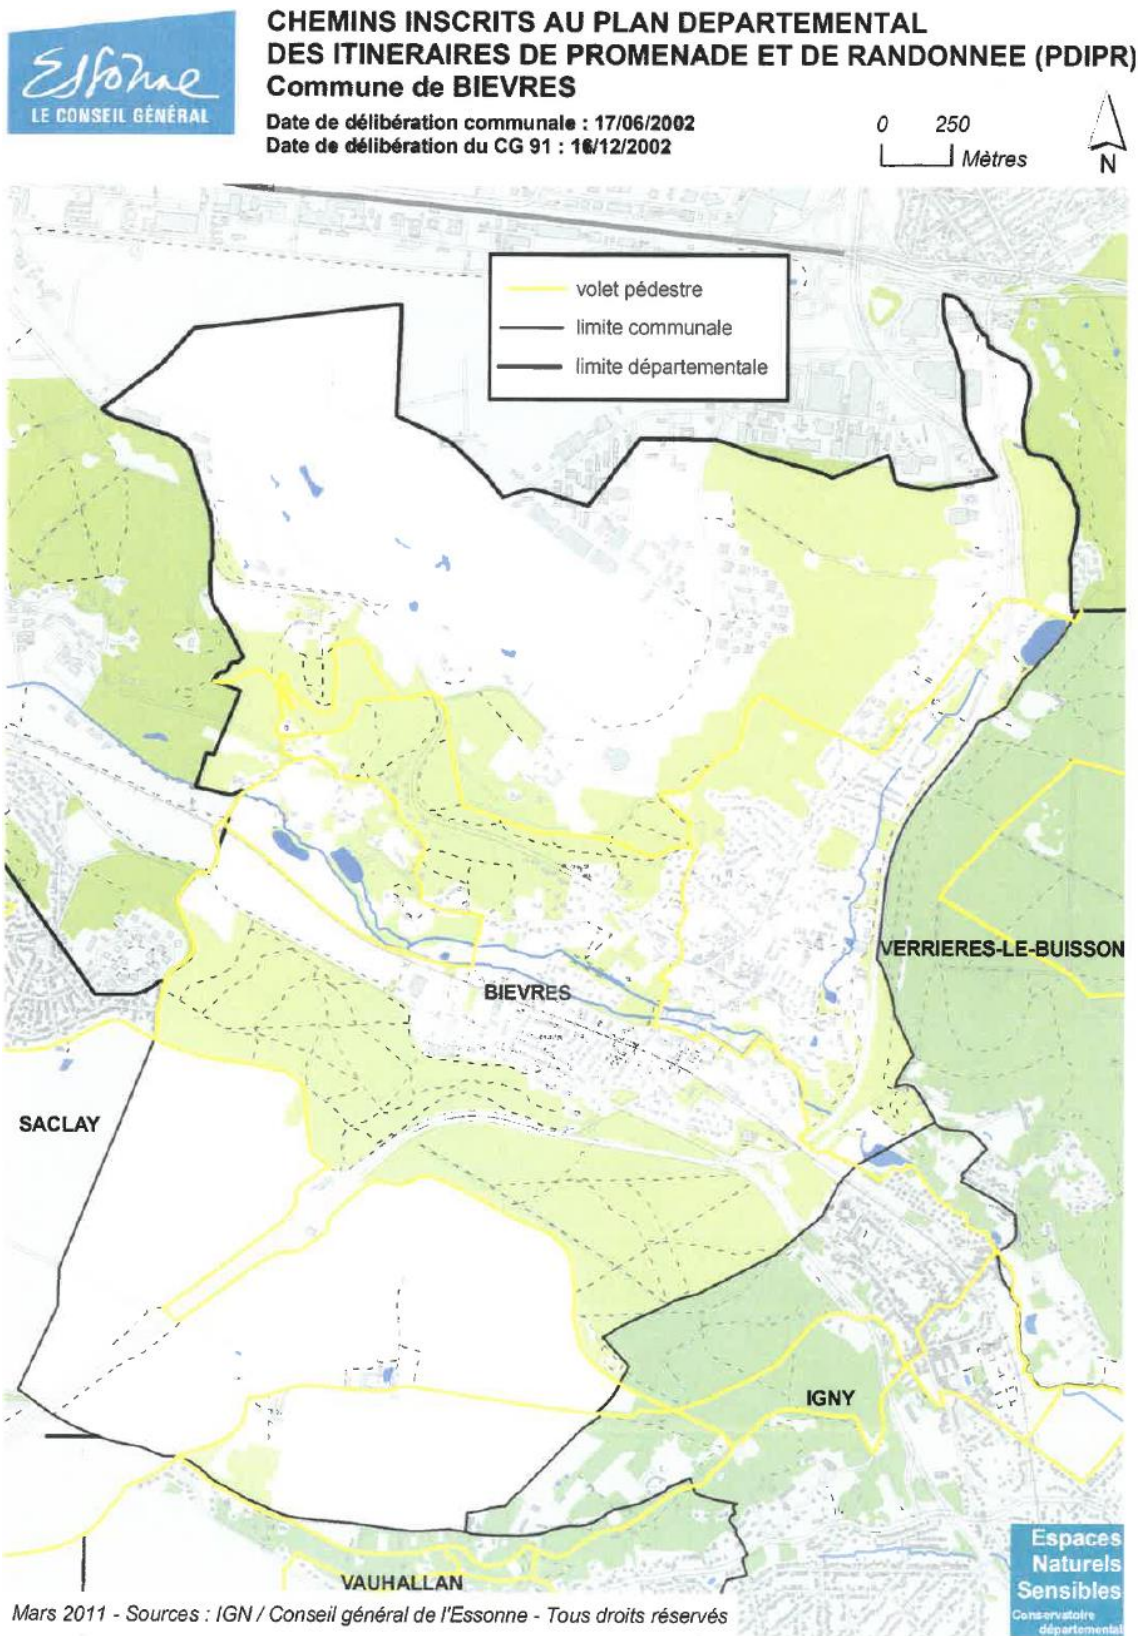 Essonne
LE CONSEIL GÉNÉRAL
CHEMINS INSCRITS AU PLAN DEPARTEMENTAL
DES ITINERAIRES DE PROMENADE ET DE RANDONNEE (PDIPR)
Commune de BIEVRES
Date de délibération communale : 17/06/2002
Date de délibération du CG 91 : 16/12/2002
0 250
Mètres
N
volet pédestre
limite communale
limite départementale
VERRIERES-LE-BUISSON
BIEVRES
SACLAY
IGNY
VAUHALLAN
Espaces
Naturels
Sensibles
Conservatoire
départemental
Mars 2011 - Sources : IGN / Conseil général de l'Essonne - Tous droits réservés